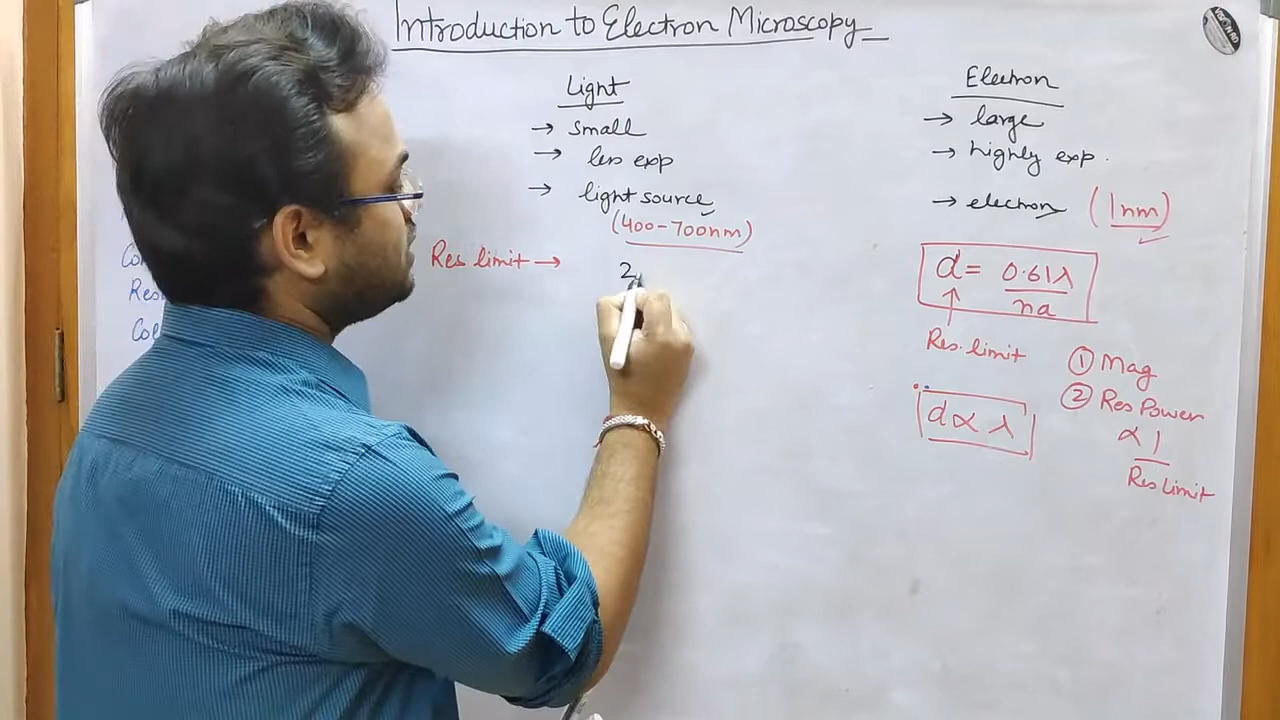 Introduction to Electron Microscopy
Light
→ small
→ less exp
→ light source
(400-700nm)
Res limit →
2
Electron
→ large
→ highly exp.
→ electron (1nm)
d = 0.61λ
na
Res. limit
① Mag
② Res Power
∝ 1
Res Limit
d ∝ λ